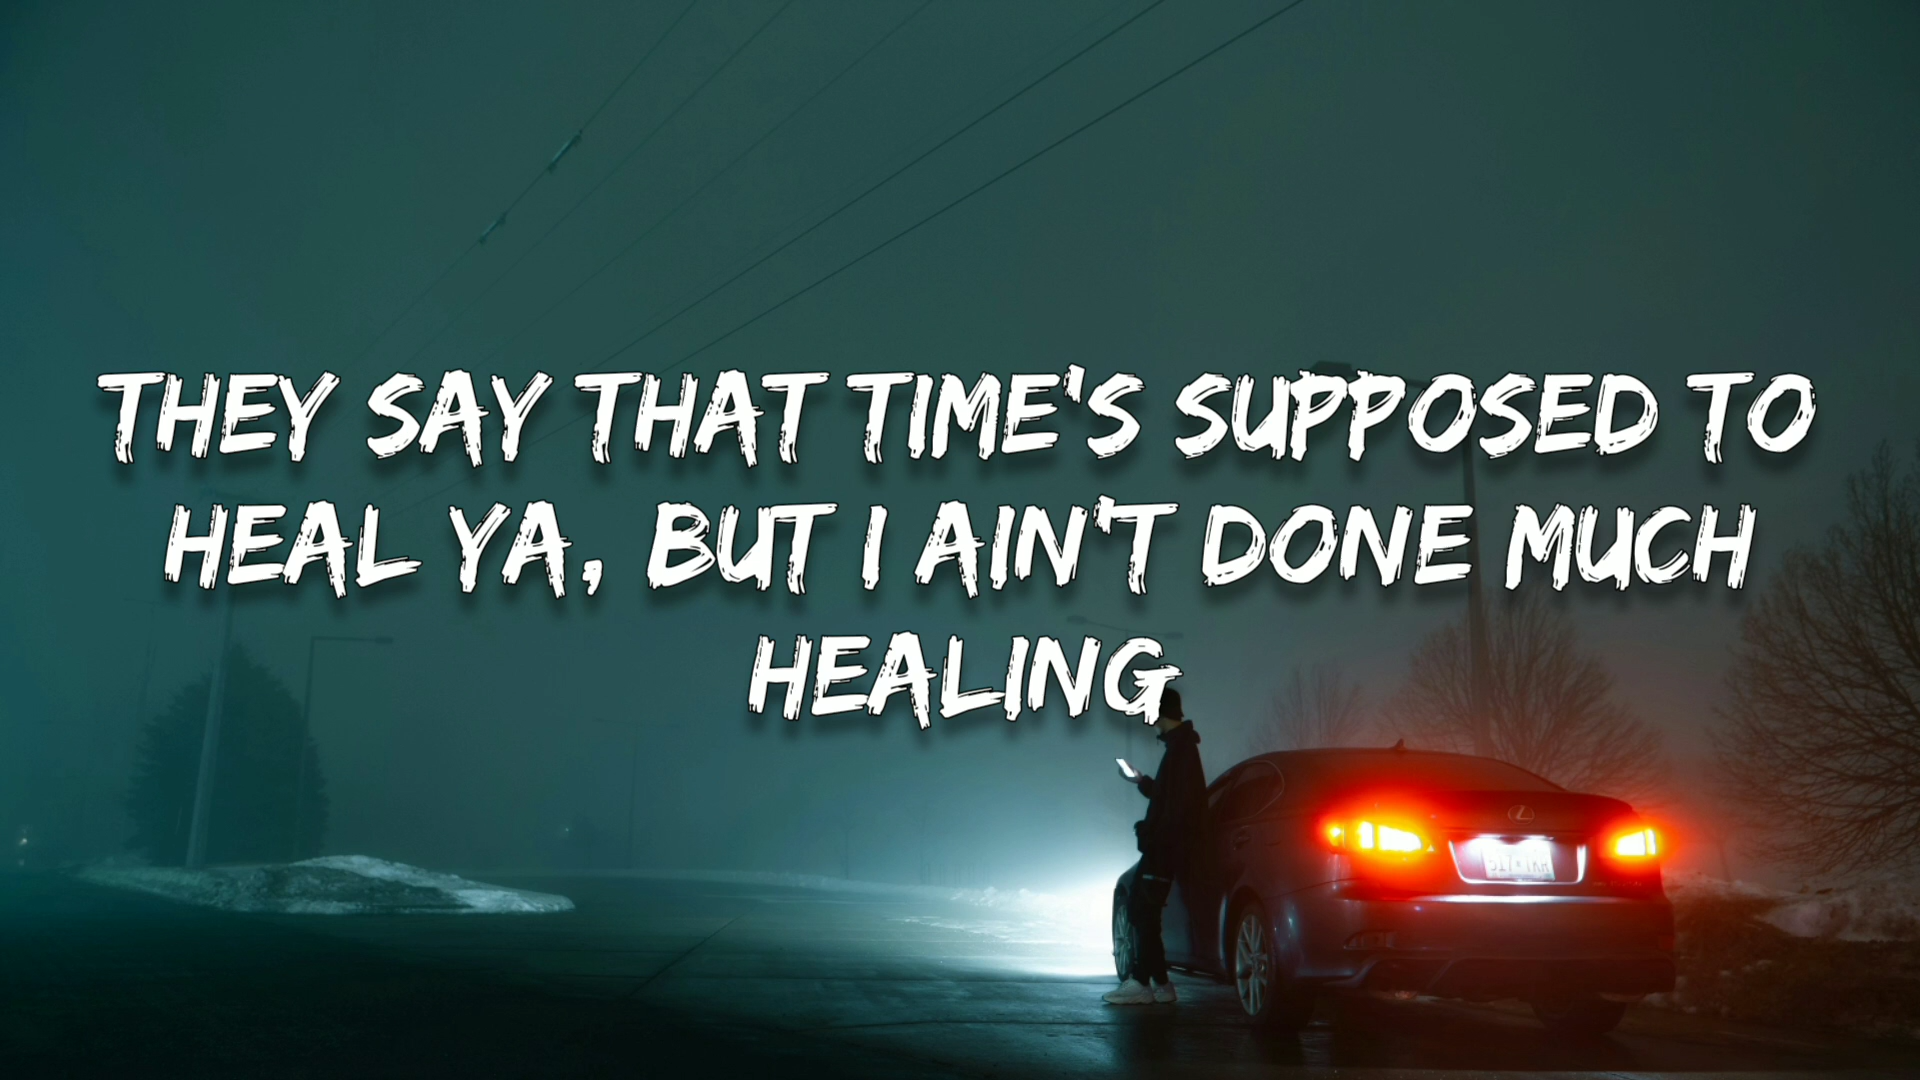 THEY SAY THAT TIME'S SUPPOSED TO
HEAL YA, BUT I AIN'T DONE MUCH
HEALING